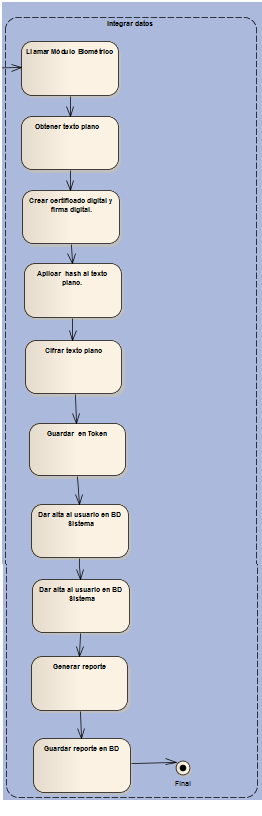 Integrar datos
Llamar Módulo Biométrico
Obtener texto plano
Crear certificado digital y
firma digital.
Aplicar hash al texto
plano.
Cifrar texto plano
Guardar en Token
Dar alta al usuario en BD
Sistema
Dar alta al usuario en BD
Sistema
Generar reporte
Guardar reporte en BD
Final